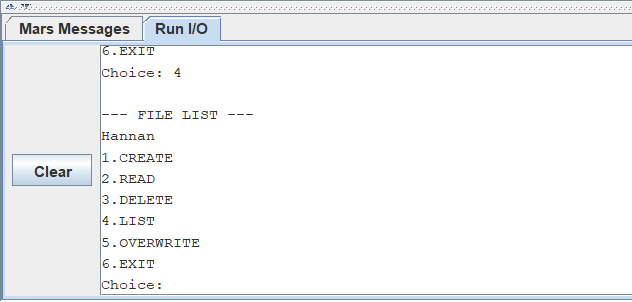 Mars Messages Run I/O
6.EXIT
Choice: 4
--- FILE LIST ---
Hannan
1.CREATE
2.READ
3.DELETE
4.LIST
5.OVERWRITE
6.EXIT
Choice:
Clear